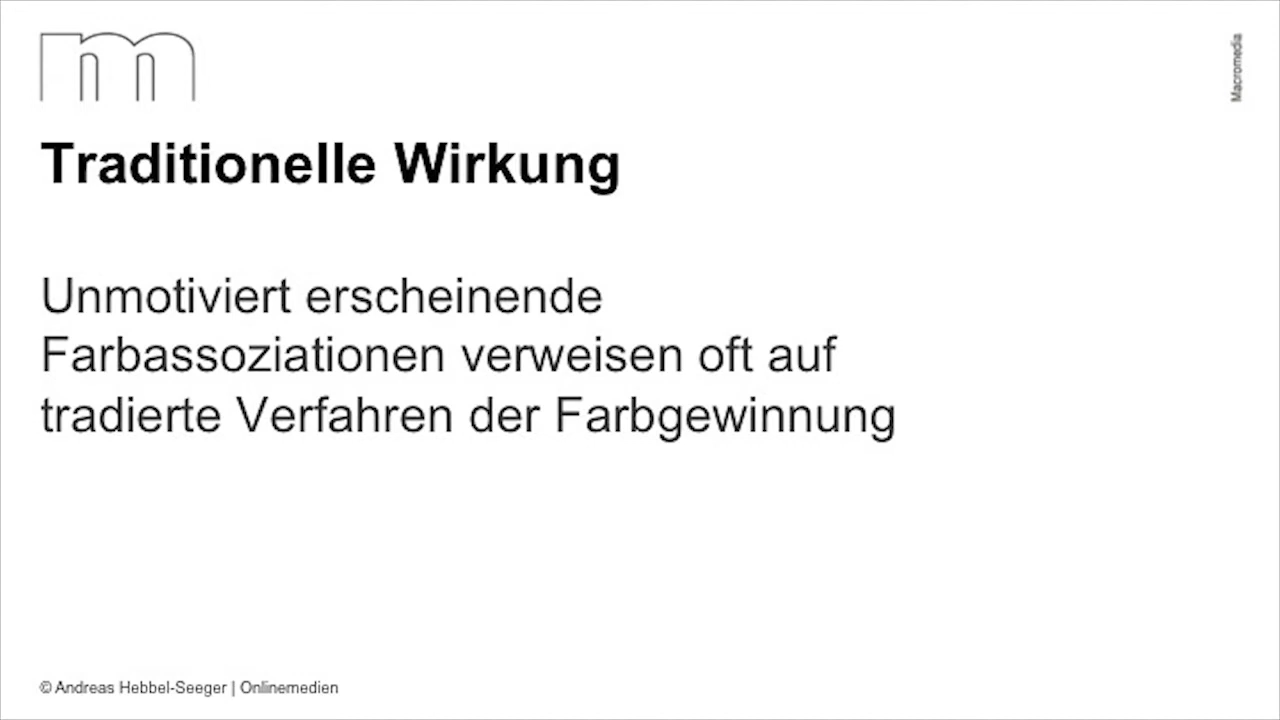 m
Macromedia
Traditionelle Wirkung
Unmotiviert erscheinende
Farbassoziationen verweisen oft auf
tradierte Verfahren der Farbgewinnung
© Andreas Hebbel-Seeger | Onlinemedien